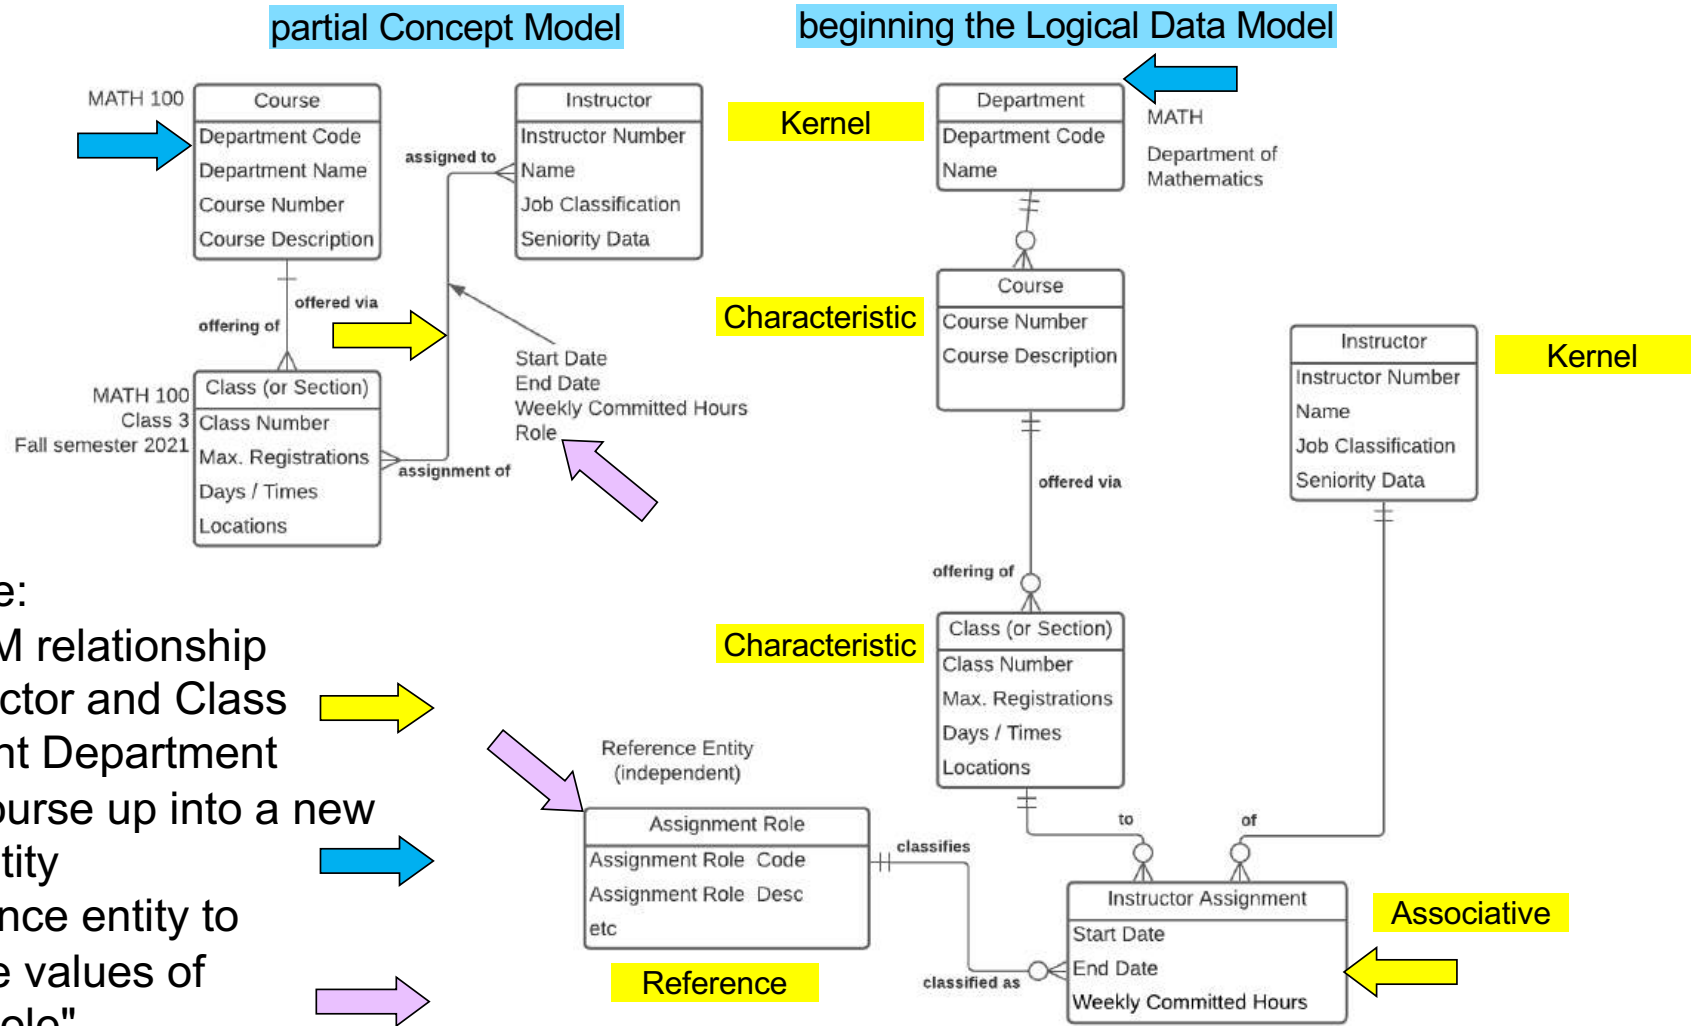 partial Concept Model
beginning the Logical Data Model
MATH 100
Course
Department Code
Department Name
Course Number
Course Description
Instructor
Instructor Number
Name
Job Classification
Seniority Data
assigned to
offered via
offering of
Start Date
End Date
Weekly Committed Hours
Role
MATH 100
Class 3
Fall semester 2021
Class (or Section)
Class Number
Max. Registrations
Days / Times
Locations
assignment of
Kernel
Department
Department Code
Name
MATH
Department of
Mathematics
Characteristic
Course
Course Number
Course Description
Instructor
Instructor Number
Name
Job Classification
Seniority Data
Kernel
offered via
offering of
Characteristic
Class (or Section)
Class Number
Max. Registrations
Days / Times
Locations
e:
M relationship
ctor and Class
nt Department
ourse up into a new
tity
nce entity to
e values of
ole"
Reference Entity
(independent)
Assignment Role
Assignment Role Code
Assignment Role Desc
etc
Reference
classifies
classified as
to
of
Instructor Assignment
Start Date
End Date
Weekly Committed Hours
Associative